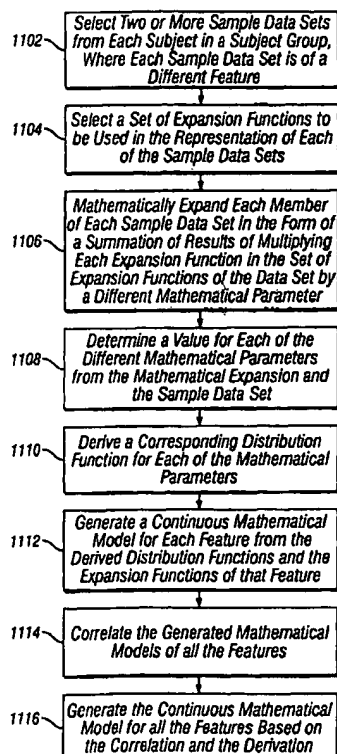 1102
Select Two or More Sample Data Sets
from Each Subject in a Subject Group,
Where Each Sample Data Set is of
a Different Feature
1104
Select a Set of Expansion Functions to
be Used in the Representation of Each
of the Sample Data Sets
1106
Mathematically Expand Each Member
of Each Sample Data Set in the Form of
a Summation of Results of Multiplying
Each Expansion Function in the Set of
Expansion Functions of the Data Set by
a Different Mathematical Parameter
1108
Determine a Value for Each of the
Different Mathematical Parameters
from the Mathematical Expansion and
the Sample Data Set
1110
Derive a Corresponding Distribution
Function for Each of the Mathematical
Parameters
1112
Generate a Continuous Mathematical
Model for Each Feature from the
Derived Distribution Functions and the
Expansion Functions of that Feature
1114
Correlate the Generated Mathematical
Models of all the Features
1116
Generate the Continuous Mathematical
Model for all the Features Based on
the Correlation and the Derivation